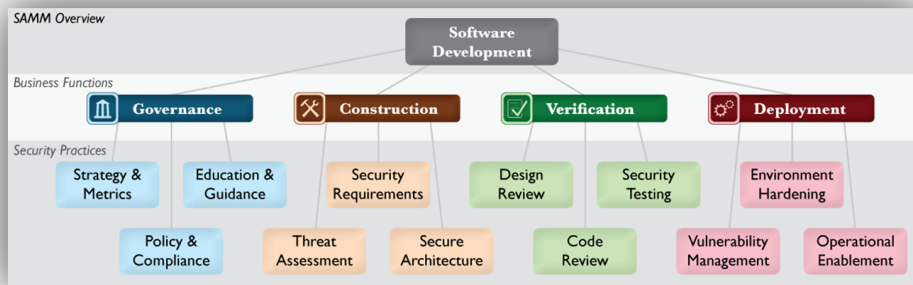 SAMM Overview
Software
Development
Business Functions
Governance
Construction
Verification
Deployment
Security Practices
Strategy &
Metrics
Education &
Guidance
Security
Requirements
Design
Review
Security
Testing
Environment
Hardening
Policy &
Compliance
Threat
Assessment
Secure
Architecture
Code
Review
Vulnerability
Management
Operational
Enablement